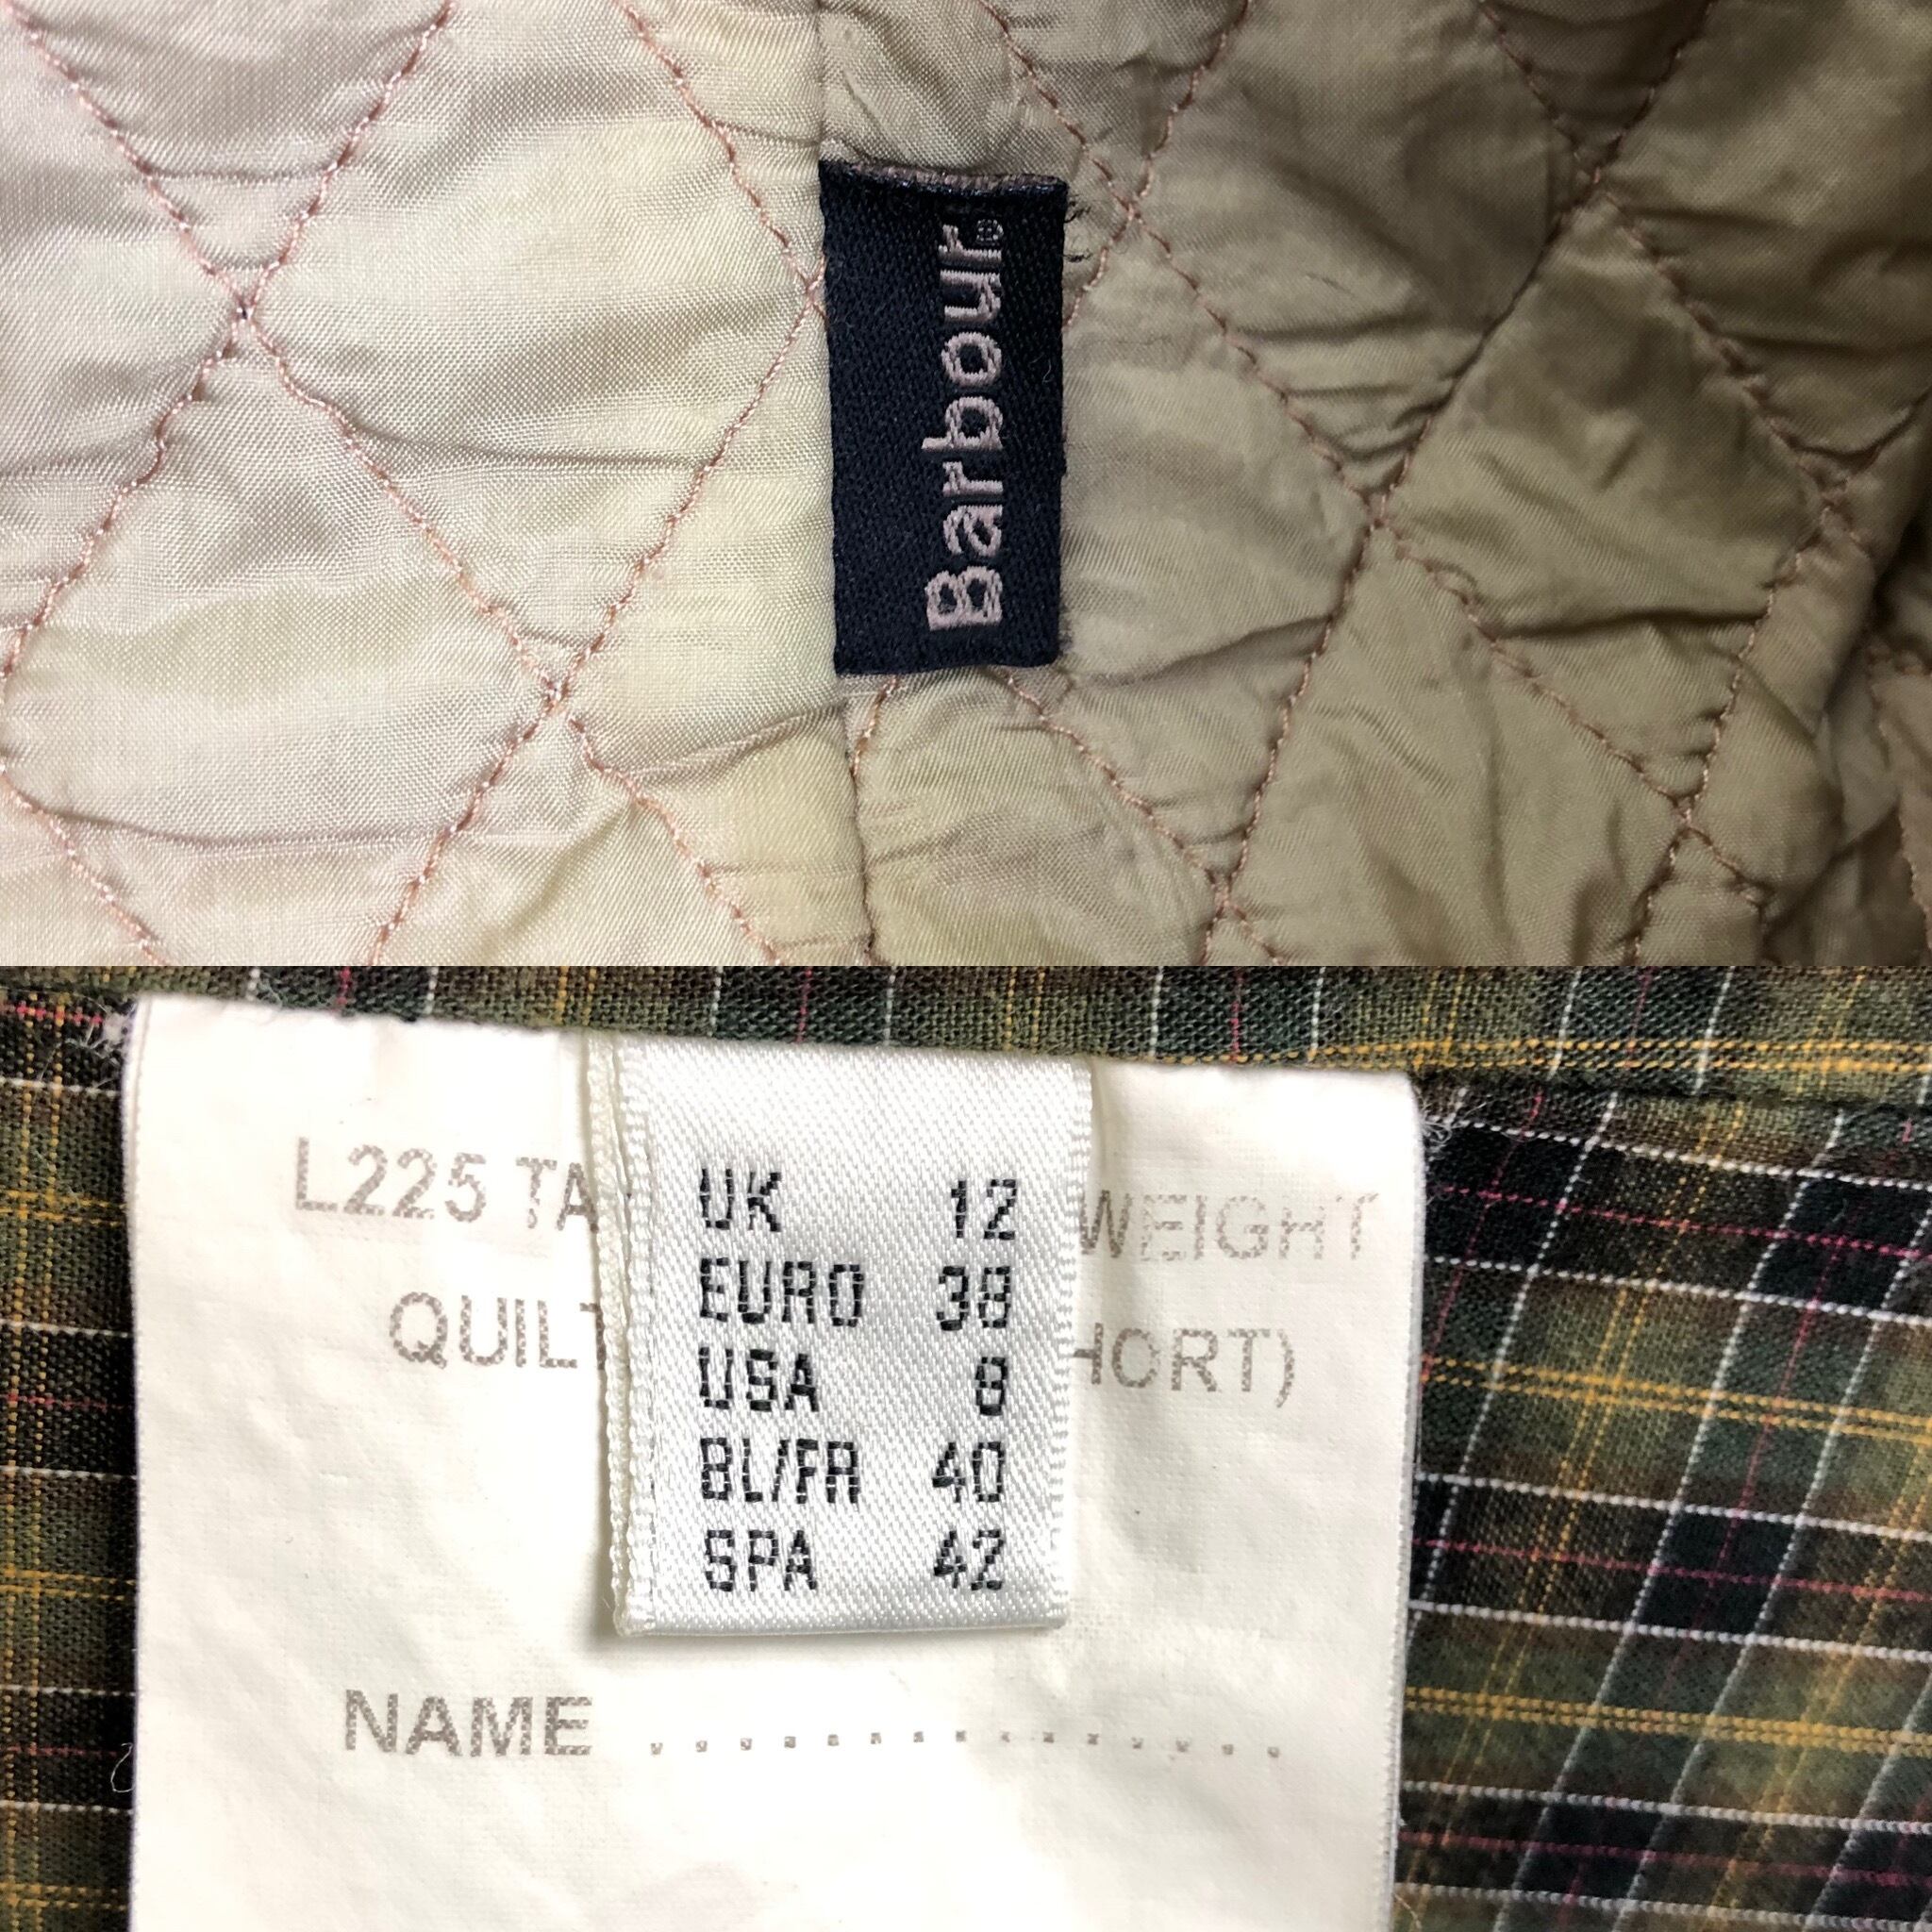 Barbour®
L225 TA
WEIGHT
QUILT
HORT)
UK 12
EURO 38
USA 8
BL/FR 40
SPA 42
NAME ...............